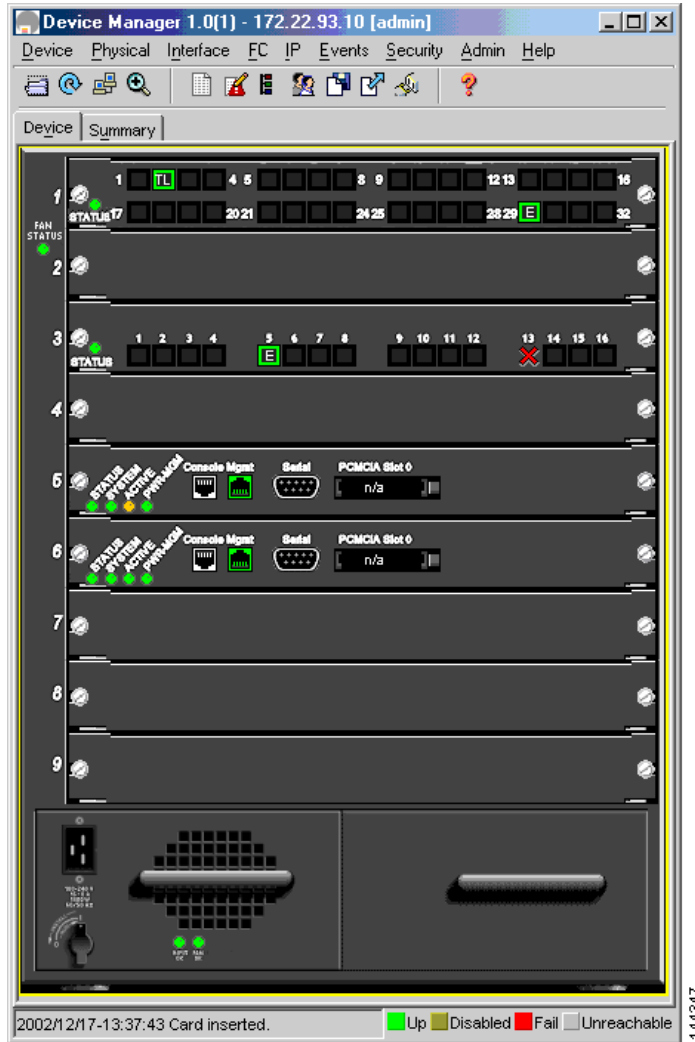 Device Manager 1.0(1) - 172.22.93.10 [admin]
Device Physical Interface FC IP Events Security Admin Help
Device Summary
1 TL 4 5 8 9 12 13 16
1
STATUS 17 20 21 24 25 28 29 E 32
FAN
STATUS
2
3 1 2 3 4 5 6 7 8 9 10 11 12 13 14 15 16
STATUS E
4
5 STATUS SYSTEM ACTIVE PWR-MGM Console Mgmt Serial PCMCIA Slot 0
n/a
6 STATUS SYSTEM ACTIVE PWR-MGM Console Mgmt Serial PCMCIA Slot 0
n/a
7
8
9
INPUT OK FAN OK
2002/12/17-13:37:43 Card inserted. Up Disabled Fail Unreachable
144347